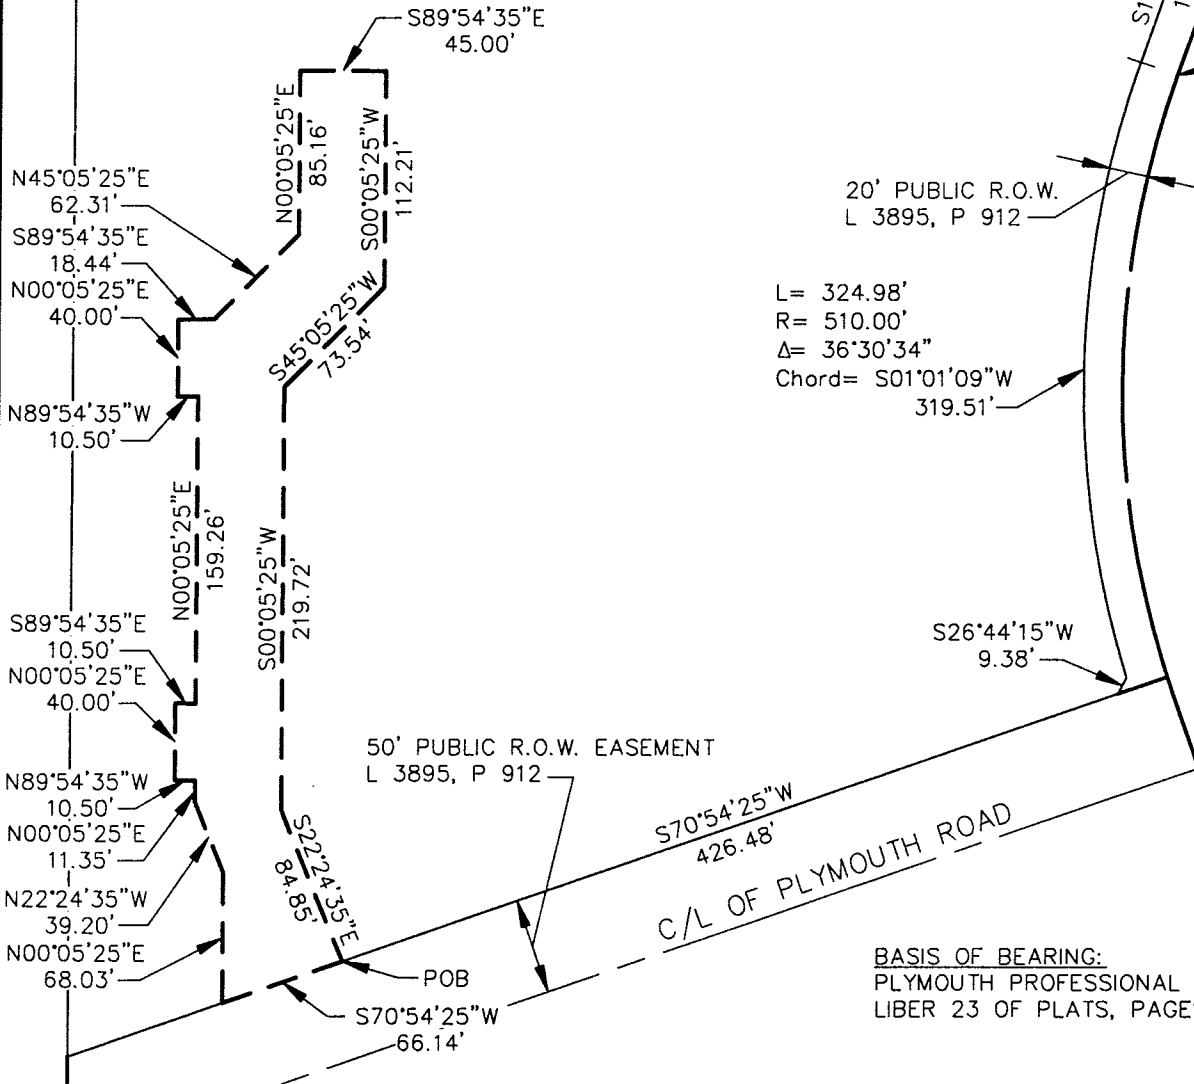 S89°54'35"E
45.00'
N00°05'25"E
85.16'
S00°05'25"W
112.21'
N45°05'25"E
62.31'
S89°54'35"E
18.44'
N00°05'25"E
40.00'
N89°54'35"W
10.50'
S45°05'25"W
73.54'
N00°05'25"E
159.26'
S00°05'25"W
219.72'
S89°54'35"E
10.50'
N00°05'25"E
40.00'
N89°54'35"W
10.50'
N00°05'25"E
11.35'
N22°24'35"W
39.20'
N00°05'25"E
68.03'
S22°24'35"E
84.85'
POB
S70°54'25"W
66.14'
50' PUBLIC R.O.W. EASEMENT
L 3895, P 912
S70°54'25"W
426.48'
C/L OF PLYMOUTH ROAD
S1
1
20' PUBLIC R.O.W.
L 3895, P 912
L= 324.98'
R= 510.00'
Δ= 36°30'34"
Chord= S01°01'09"W
319.51'
S26°44'15"W
9.38'
BASIS OF BEARING:
PLYMOUTH PROFESSIONAL
LIBER 23 OF PLATS, PAGE